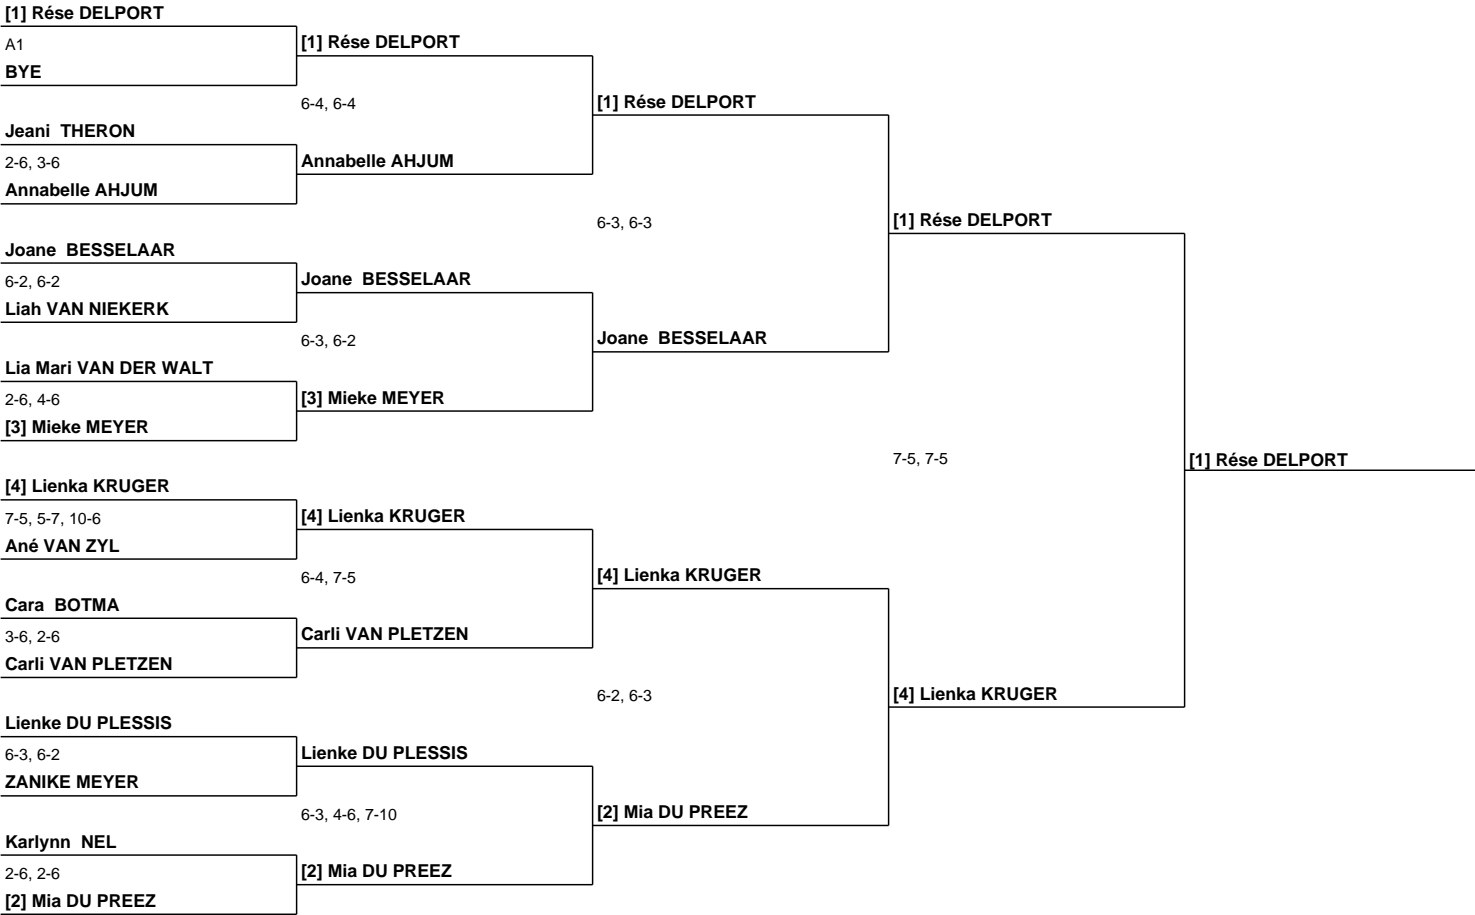 [1] Rése DELPORT
A1
BYE
Jeani  THERON
2-6, 3-6
Annabelle AHJUM
Joane  BESSELAAR
6-2, 6-2
Liah VAN NIEKERK
Lia Mari VAN DER WALT
2-6, 4-6
[3] Mieke MEYER
[4] Lienka KRUGER
7-5, 5-7, 10-6
Ané VAN ZYL
Cara  BOTMA
3-6, 2-6
Carli VAN PLETZEN
Lienke DU PLESSIS
6-3, 6-2
ZANIKE MEYER
Karlynn  NEL
2-6, 2-6
[2] Mia DU PREEZ
[1] Rése DELPORT
6-4, 6-4
Annabelle AHJUM
Joane  BESSELAAR
6-3, 6-2
[3] Mieke MEYER
[4] Lienka KRUGER
6-4, 7-5
Carli VAN PLETZEN
Lienke DU PLESSIS
6-3, 4-6, 7-10
[2] Mia DU PREEZ
[1] Rése DELPORT
6-3, 6-3
Joane  BESSELAAR
[4] Lienka KRUGER
6-2, 6-3
[2] Mia DU PREEZ
[1] Rése DELPORT
7-5, 7-5
[4] Lienka KRUGER
[1] Rése DELPORT